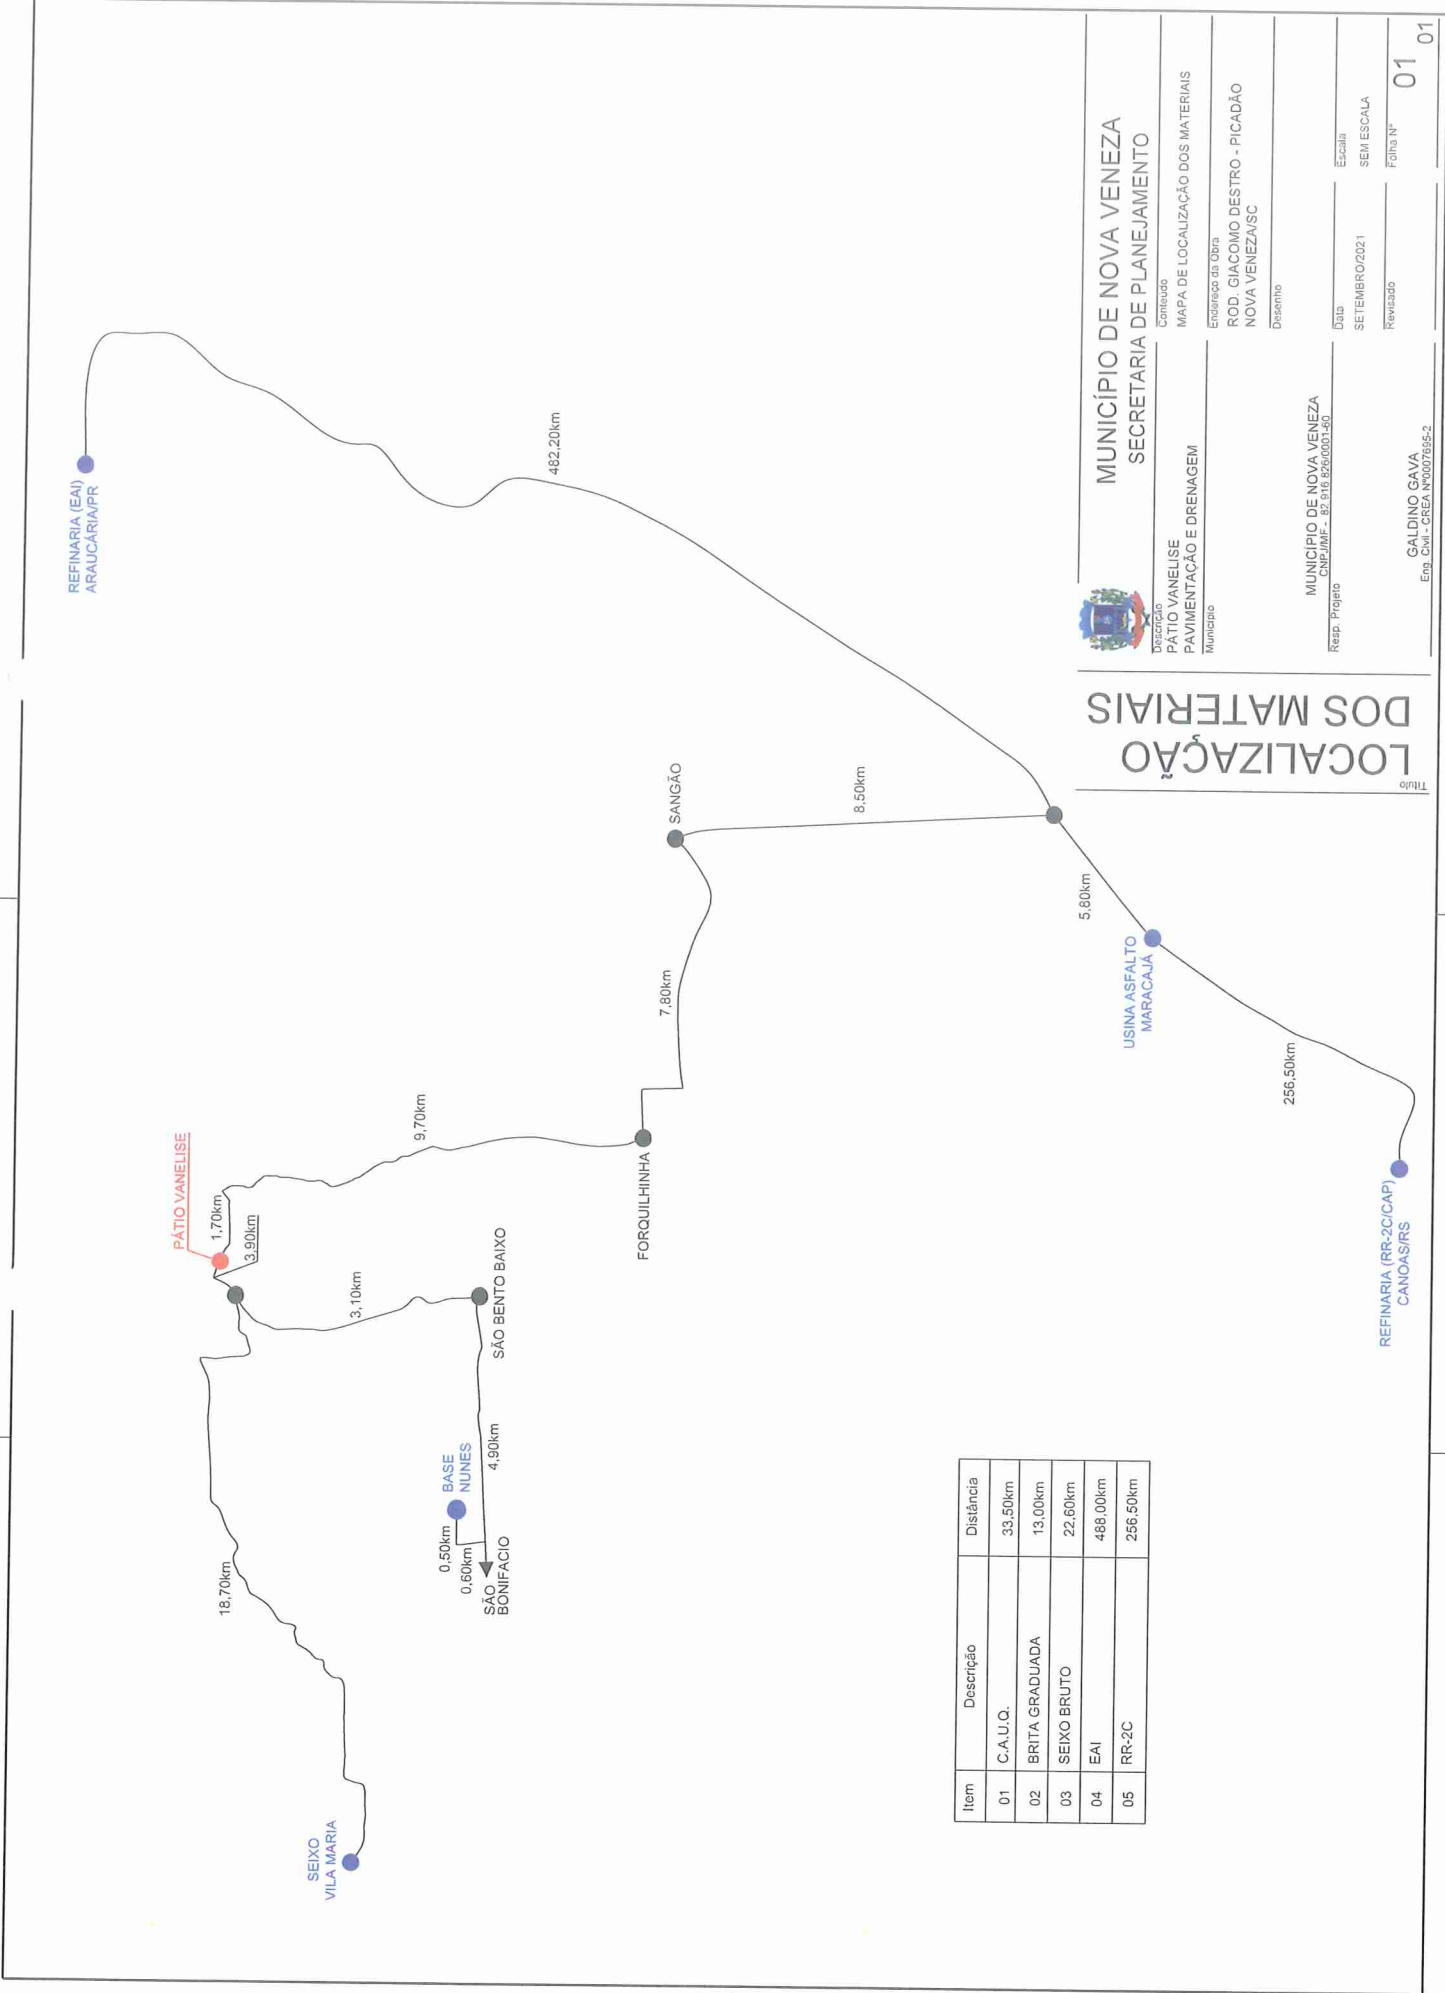 REFINARIA (EAI)
ARAUCÁRIA/PR
482,20km
PÁTIO VANELISE
1,70km
3,90km
9,70km
3,10km
SÃO BENTO BAIXO
FORQUILHINHA
7,80km
SANGÃO
8,50km
5,80km
USINA ASFALTO
MARACAJÁ
256,50km
REFINARIA (RR-2C/CAP)
CANOAS/RS
SEIXO
VILA MARIA
18,70km
BASE
NUNES
0,50km
0,60km
4,90km
SÃO
BONIFACIO
Item Descrição Distância
01 C.A.U.Q. 33,50km
02 BRITA GRADUADA 13,00km
03 SEIXO BRUTO 22,60km
04 EAI 488,00km
05 RR-2C 256,50km
Título
LOCALIZAÇÃO
DOS MATERIAIS
MUNICÍPIO DE NOVA VENEZA
SECRETARIA DE PLANEJAMENTO
Descrição
PÁTIO VANELISE
PAVIMENTAÇÃO E DRENAGEM
Conteúdo
MAPA DE LOCALIZAÇÃO DOS MATERIAIS
Município
Endereço da Obra
ROD. GIACOMO DESTRO - PICADÃO
NOVA VENEZA/SC
Desenho
MUNICÍPIO DE NOVA VENEZA
CNPJ/MF - 82.916.826/0001-60
Resp. Projeto
Data
SETEMBRO/2021
Escala
SEM ESCALA
Revisado
Folha Nº
01
01
GALDINO GAVA
Eng. Civil - CREA Nº0007695-2